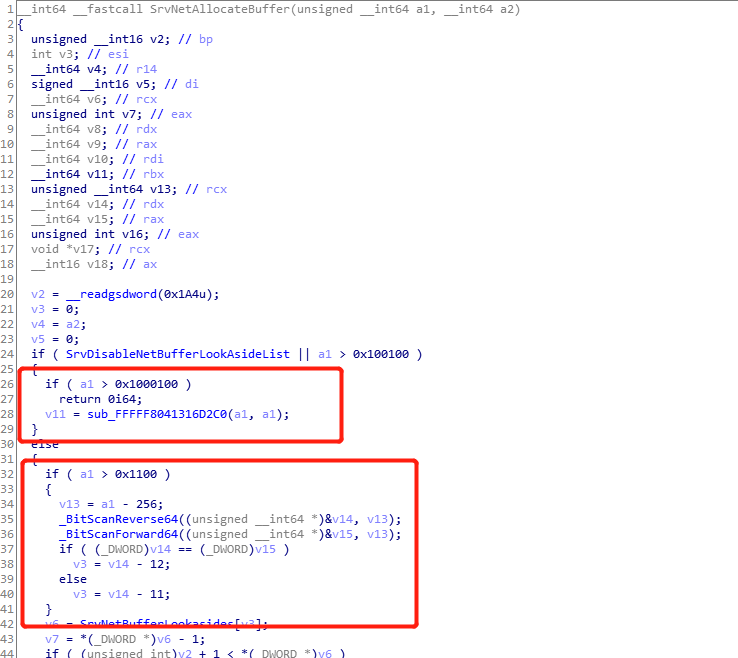 1 __int64 __fastcall SrvNetAllocateBuffer(unsigned __int64 a1, __int64 a2)
2 {
3 unsigned __int16 v2; // bp
4 int v3; // esi
5 __int64 v4; // r14
6 signed __int16 v5; // di
7 __int64 v6; // rcx
8 unsigned int v7; // eax
9 __int64 v8; // rdx
10 __int64 v9; // rax
11 __int64 v10; // rdi
12 __int64 v11; // rbx
13 unsigned __int64 v13; // rcx
14 __int64 v14; // rdx
15 __int64 v15; // rax
16 unsigned int v16; // eax
17 void *v17; // rcx
18 __int16 v18; // ax
19
20 v2 = __readgsdword(0x1A4u);
21 v3 = 0;
22 v4 = a2;
23 v5 = 0;
24 if ( SrvDisableNetBufferLookAsideList || a1 > 0x100100 )
25 {
26 if ( a1 > 0x1000100 )
27 return 0i64;
28 v11 = sub_FFFFF8041316D2C0(a1, a1);
29 }
30 else
31 {
32 if ( a1 > 0x1100 )
33 {
34 v13 = a1 - 256;
35 _BitScanReverse64((unsigned __int64 *)&v14, v13);
36 _BitScanForward64((unsigned __int64 *)&v15, v13);
37 if ( (_DWORD)v14 == (_DWORD)v15 )
38 v3 = v14 - 12;
39 else
40 v3 = v14 - 11;
41 }
42 v6 = SrvNetBufferLookasides[v3];
43 v7 = *(_DWORD *)v6 - 1;
44 if ( (unsigned int)v2 + 1 < *(_DWORD *)v6 )